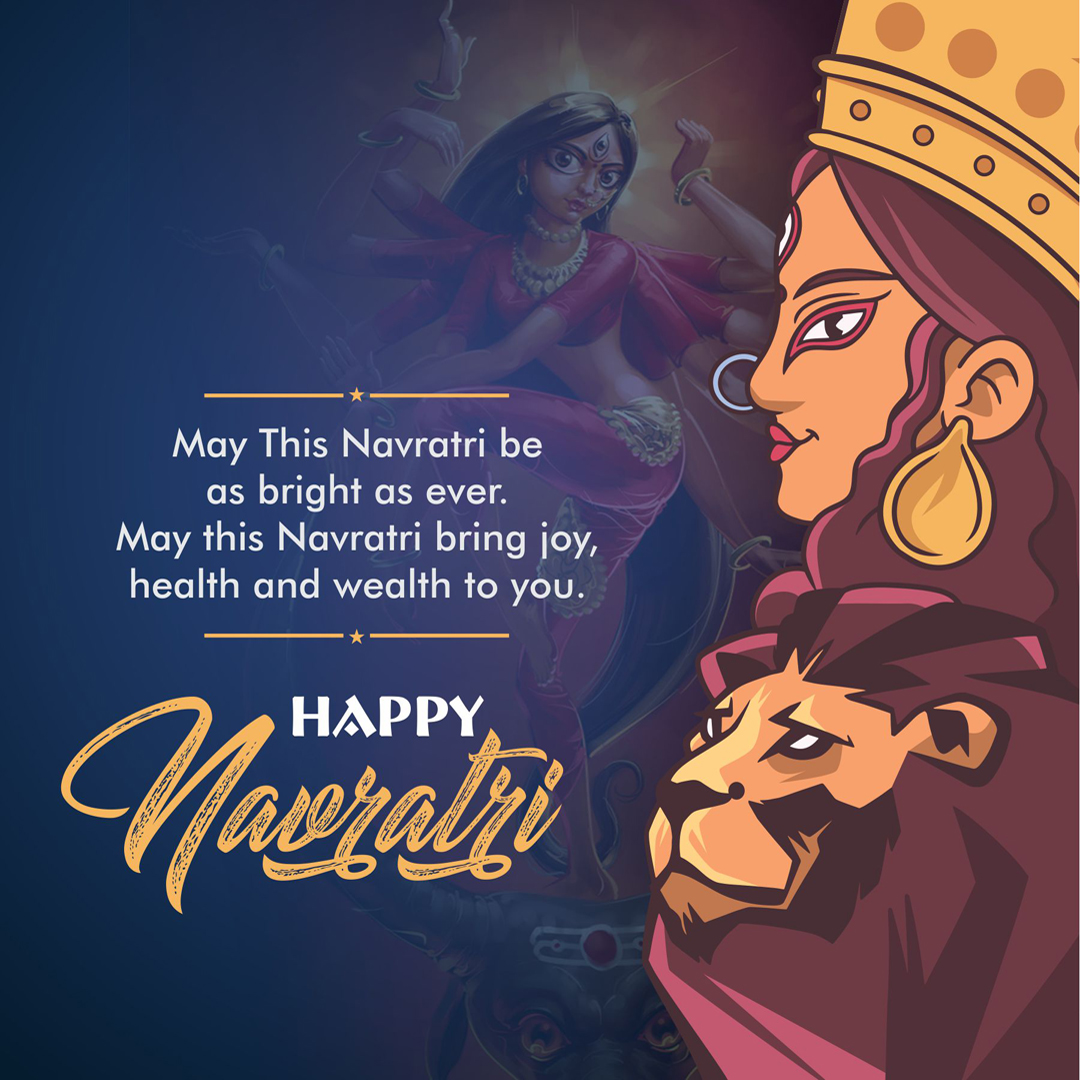 May This Navratri be
as bright as ever.
May this Navratri bring joy,
health and wealth to you.
HAPPY
Navratri